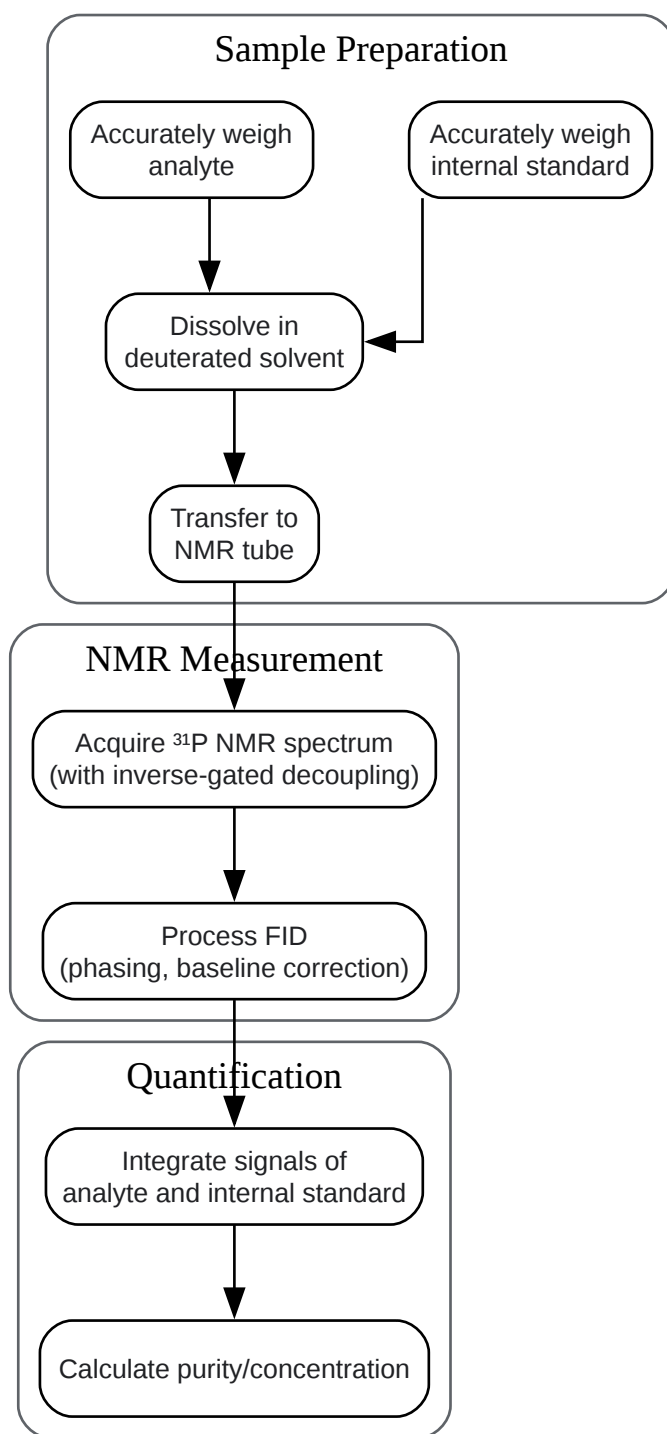 Sample Preparation
Accurately weigh
analyte
Accurately weigh
internal standard
Dissolve in
deuterated solvent
Transfer to
NMR tube
NMR Measurement
Acquire ³¹P NMR spectrum
(with inverse-gated decoupling)
Process FID
(phasing, baseline correction)
Quantification
Integrate signals of
analyte and internal standard
Calculate purity/concentration